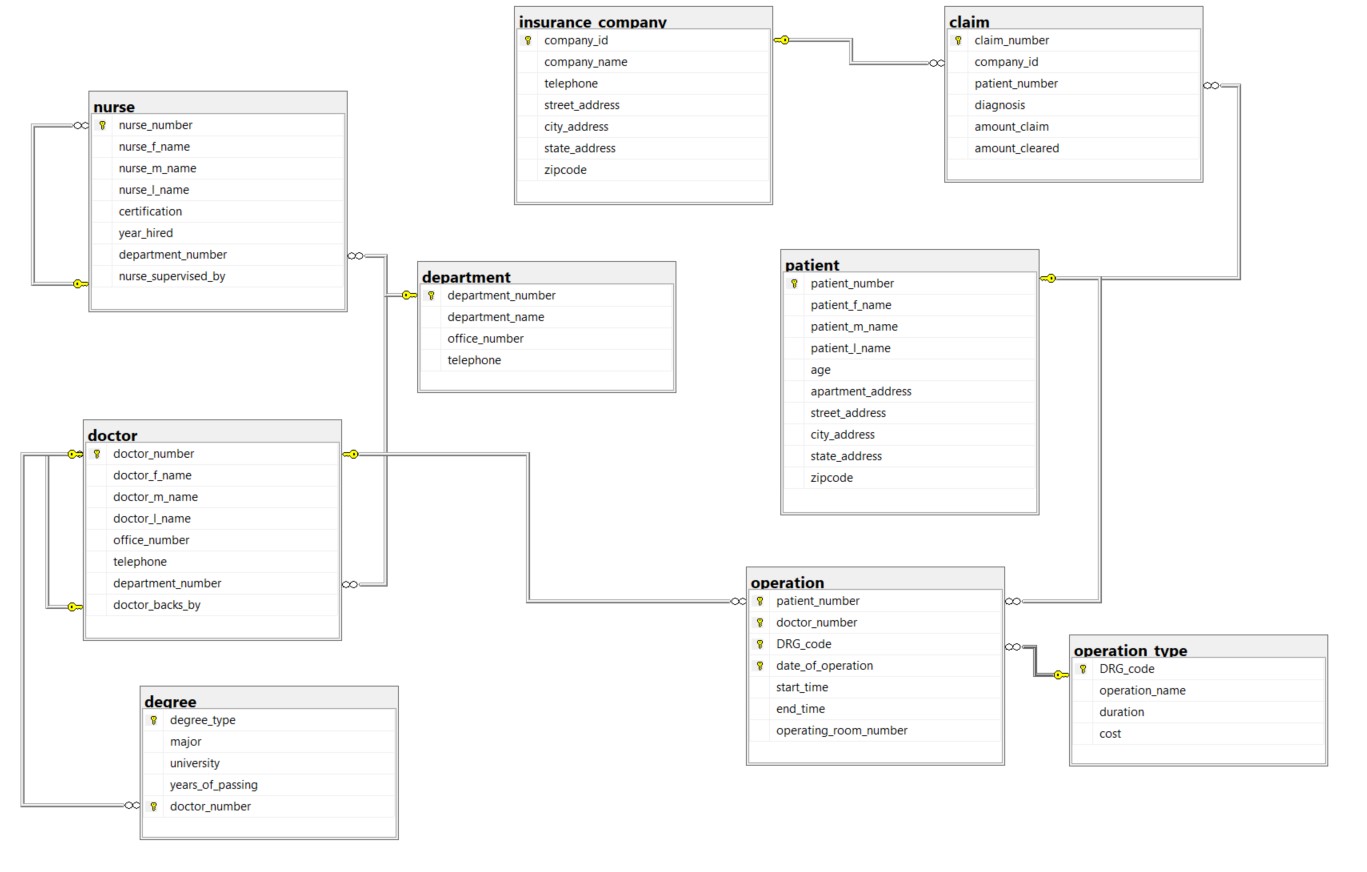 insurance_company
company_id
company_name
telephone
street_address
city_address
state_address
zipcode
claim
claim_number
company_id
patient_number
diagnosis
amount_claim
amount_cleared
nurse
nurse_number
nurse_f_name
nurse_m_name
nurse_l_name
certification
year_hired
department_number
nurse_supervised_by
department
department_number
department_name
office_number
telephone
patient
patient_number
patient_f_name
patient_m_name
patient_l_name
age
apartment_address
street_address
city_address
state_address
zipcode
doctor
doctor_number
doctor_f_name
doctor_m_name
doctor_l_name
office_number
telephone
department_number
doctor_backs_by
operation
patient_number
doctor_number
DRG_code
date_of_operation
start_time
end_time
operating_room_number
operation_type
DRG_code
operation_name
duration
cost
degree
degree_type
major
university
years_of_passing
doctor_number